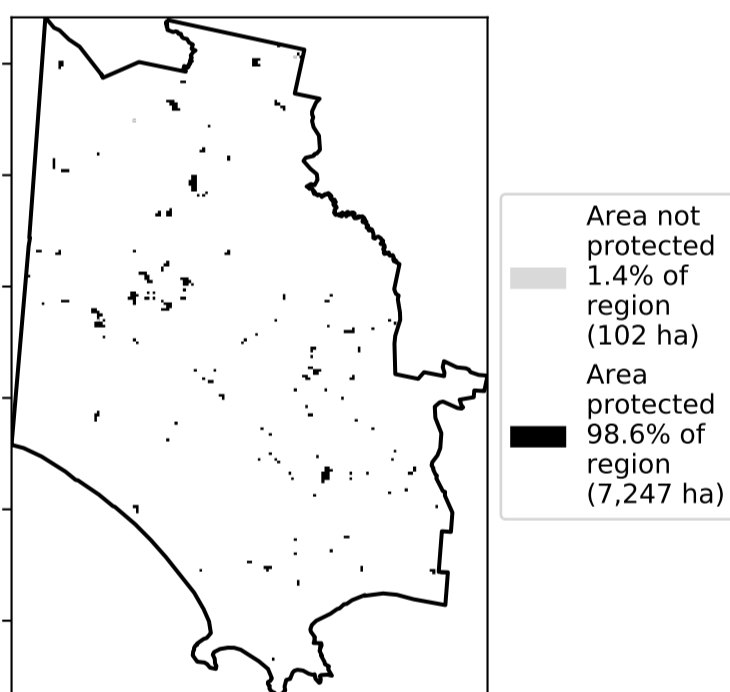 Area not
protected
1.4% of
region
(102 ha)
Area
protected
98.6% of
region
(7,247 ha)